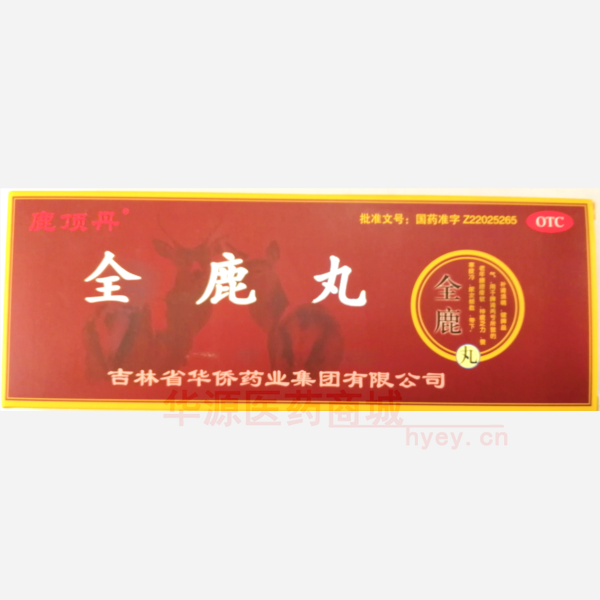 鹿顶丹®
批准文号：国药准字 Z22025265
OTC
全鹿丸
全鹿
丸
吉林省华侨药业集团有限公司
华源医药商城
hyey.cn